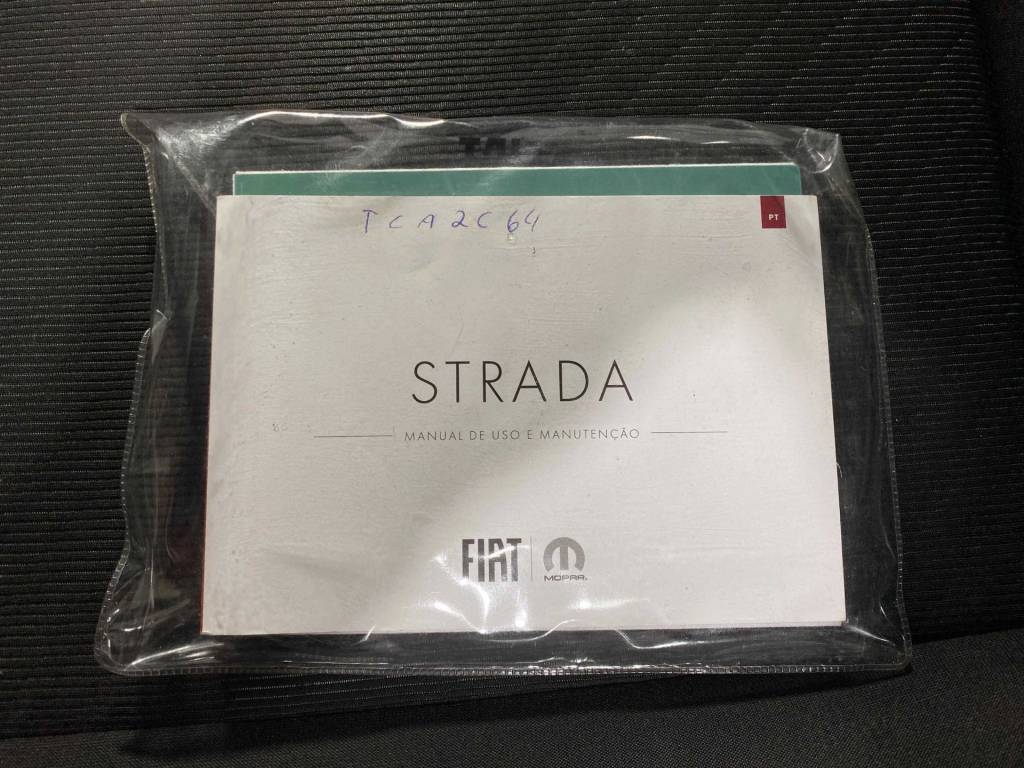 TCA2C64
PT
STRADA
MANUAL DE USO E MANUTENÇÃO
FIAT
MOPAR